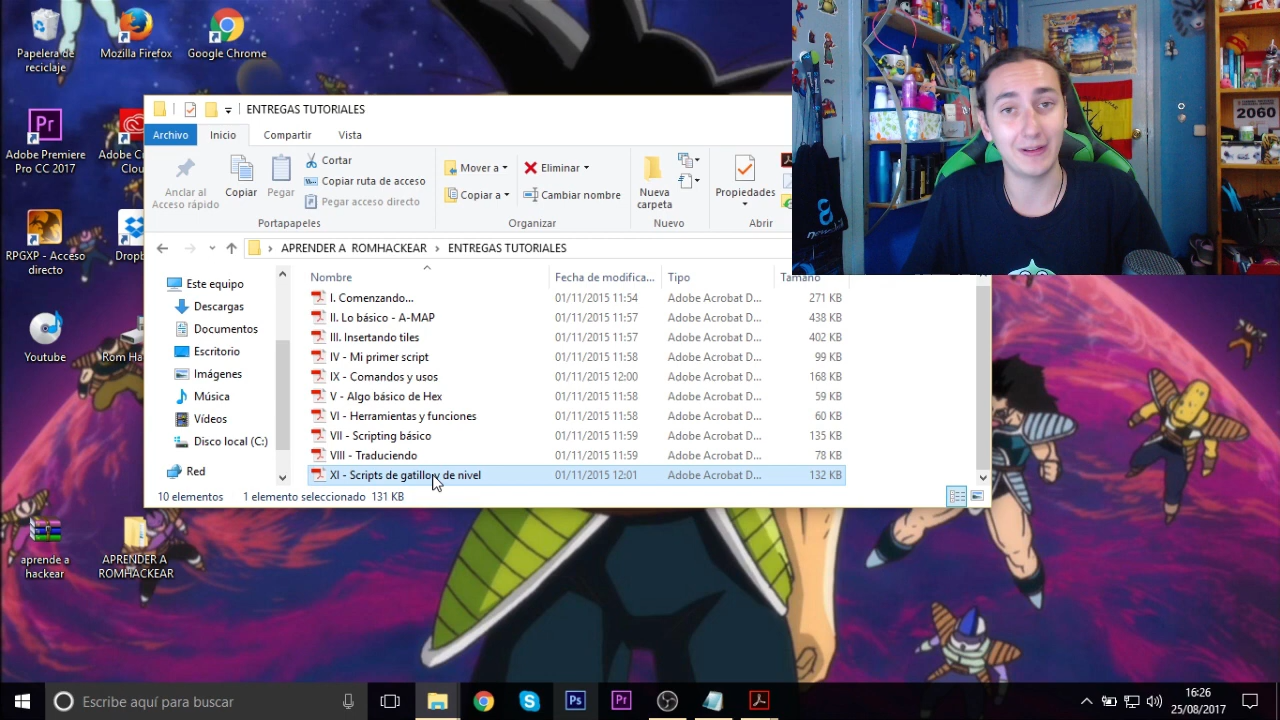 Papelera de reciclaje
Mozilla Firefox
Google Chrome
Adobe Premiere Pro CC 2017
Adobe C
Clou
RPGXP - Acceso directo
Dropb
Youtube
Rom Ha
aprende a hackear
APRENDER A ROMHACKEAR
ENTREGAS TUTORIALES
Archivo
Inicio
Compartir
Vista
Anclar al Acceso rápido
Copiar
Pegar
Cortar
Copiar ruta de acceso
Pegar acceso directo
Portapapeles
Mover a
Copiar a
Eliminar
Cambiar nombre
Organizar
Nueva carpeta
Nuevo
Propiedades
Abrir
APRENDER A ROMHACKEAR › ENTREGAS TUTORIALES
Este equipo
Descargas
Documentos
Escritorio
Imágenes
Música
Vídeos
Disco local (C:)
Red
Nombre Fecha de modifica... Tipo Tamaño
I. Comenzando... 01/11/2015 11:54 Adobe Acrobat D... 271 KB
II. Lo básico - A-MAP 01/11/2015 11:57 Adobe Acrobat D... 438 KB
III. Insertando tiles 01/11/2015 11:57 Adobe Acrobat D... 402 KB
IV - Mi primer script 01/11/2015 11:58 Adobe Acrobat D... 99 KB
IX - Comandos y usos 01/11/2015 12:00 Adobe Acrobat D... 168 KB
V - Algo básico de Hex 01/11/2015 11:58 Adobe Acrobat D... 59 KB
VI - Herramientas y funciones 01/11/2015 11:58 Adobe Acrobat D... 60 KB
VII - Scripting básico 01/11/2015 11:59 Adobe Acrobat D... 135 KB
VIII - Traduciendo 01/11/2015 11:59 Adobe Acrobat D... 78 KB
XI - Scripts de gatillo y de nivel 01/11/2015 12:01 Adobe Acrobat D... 132 KB
10 elementos 1 elemento seleccionado 131 KB
2060
Escribe aquí para buscar
Ps
Pr
16:26
25/08/2017